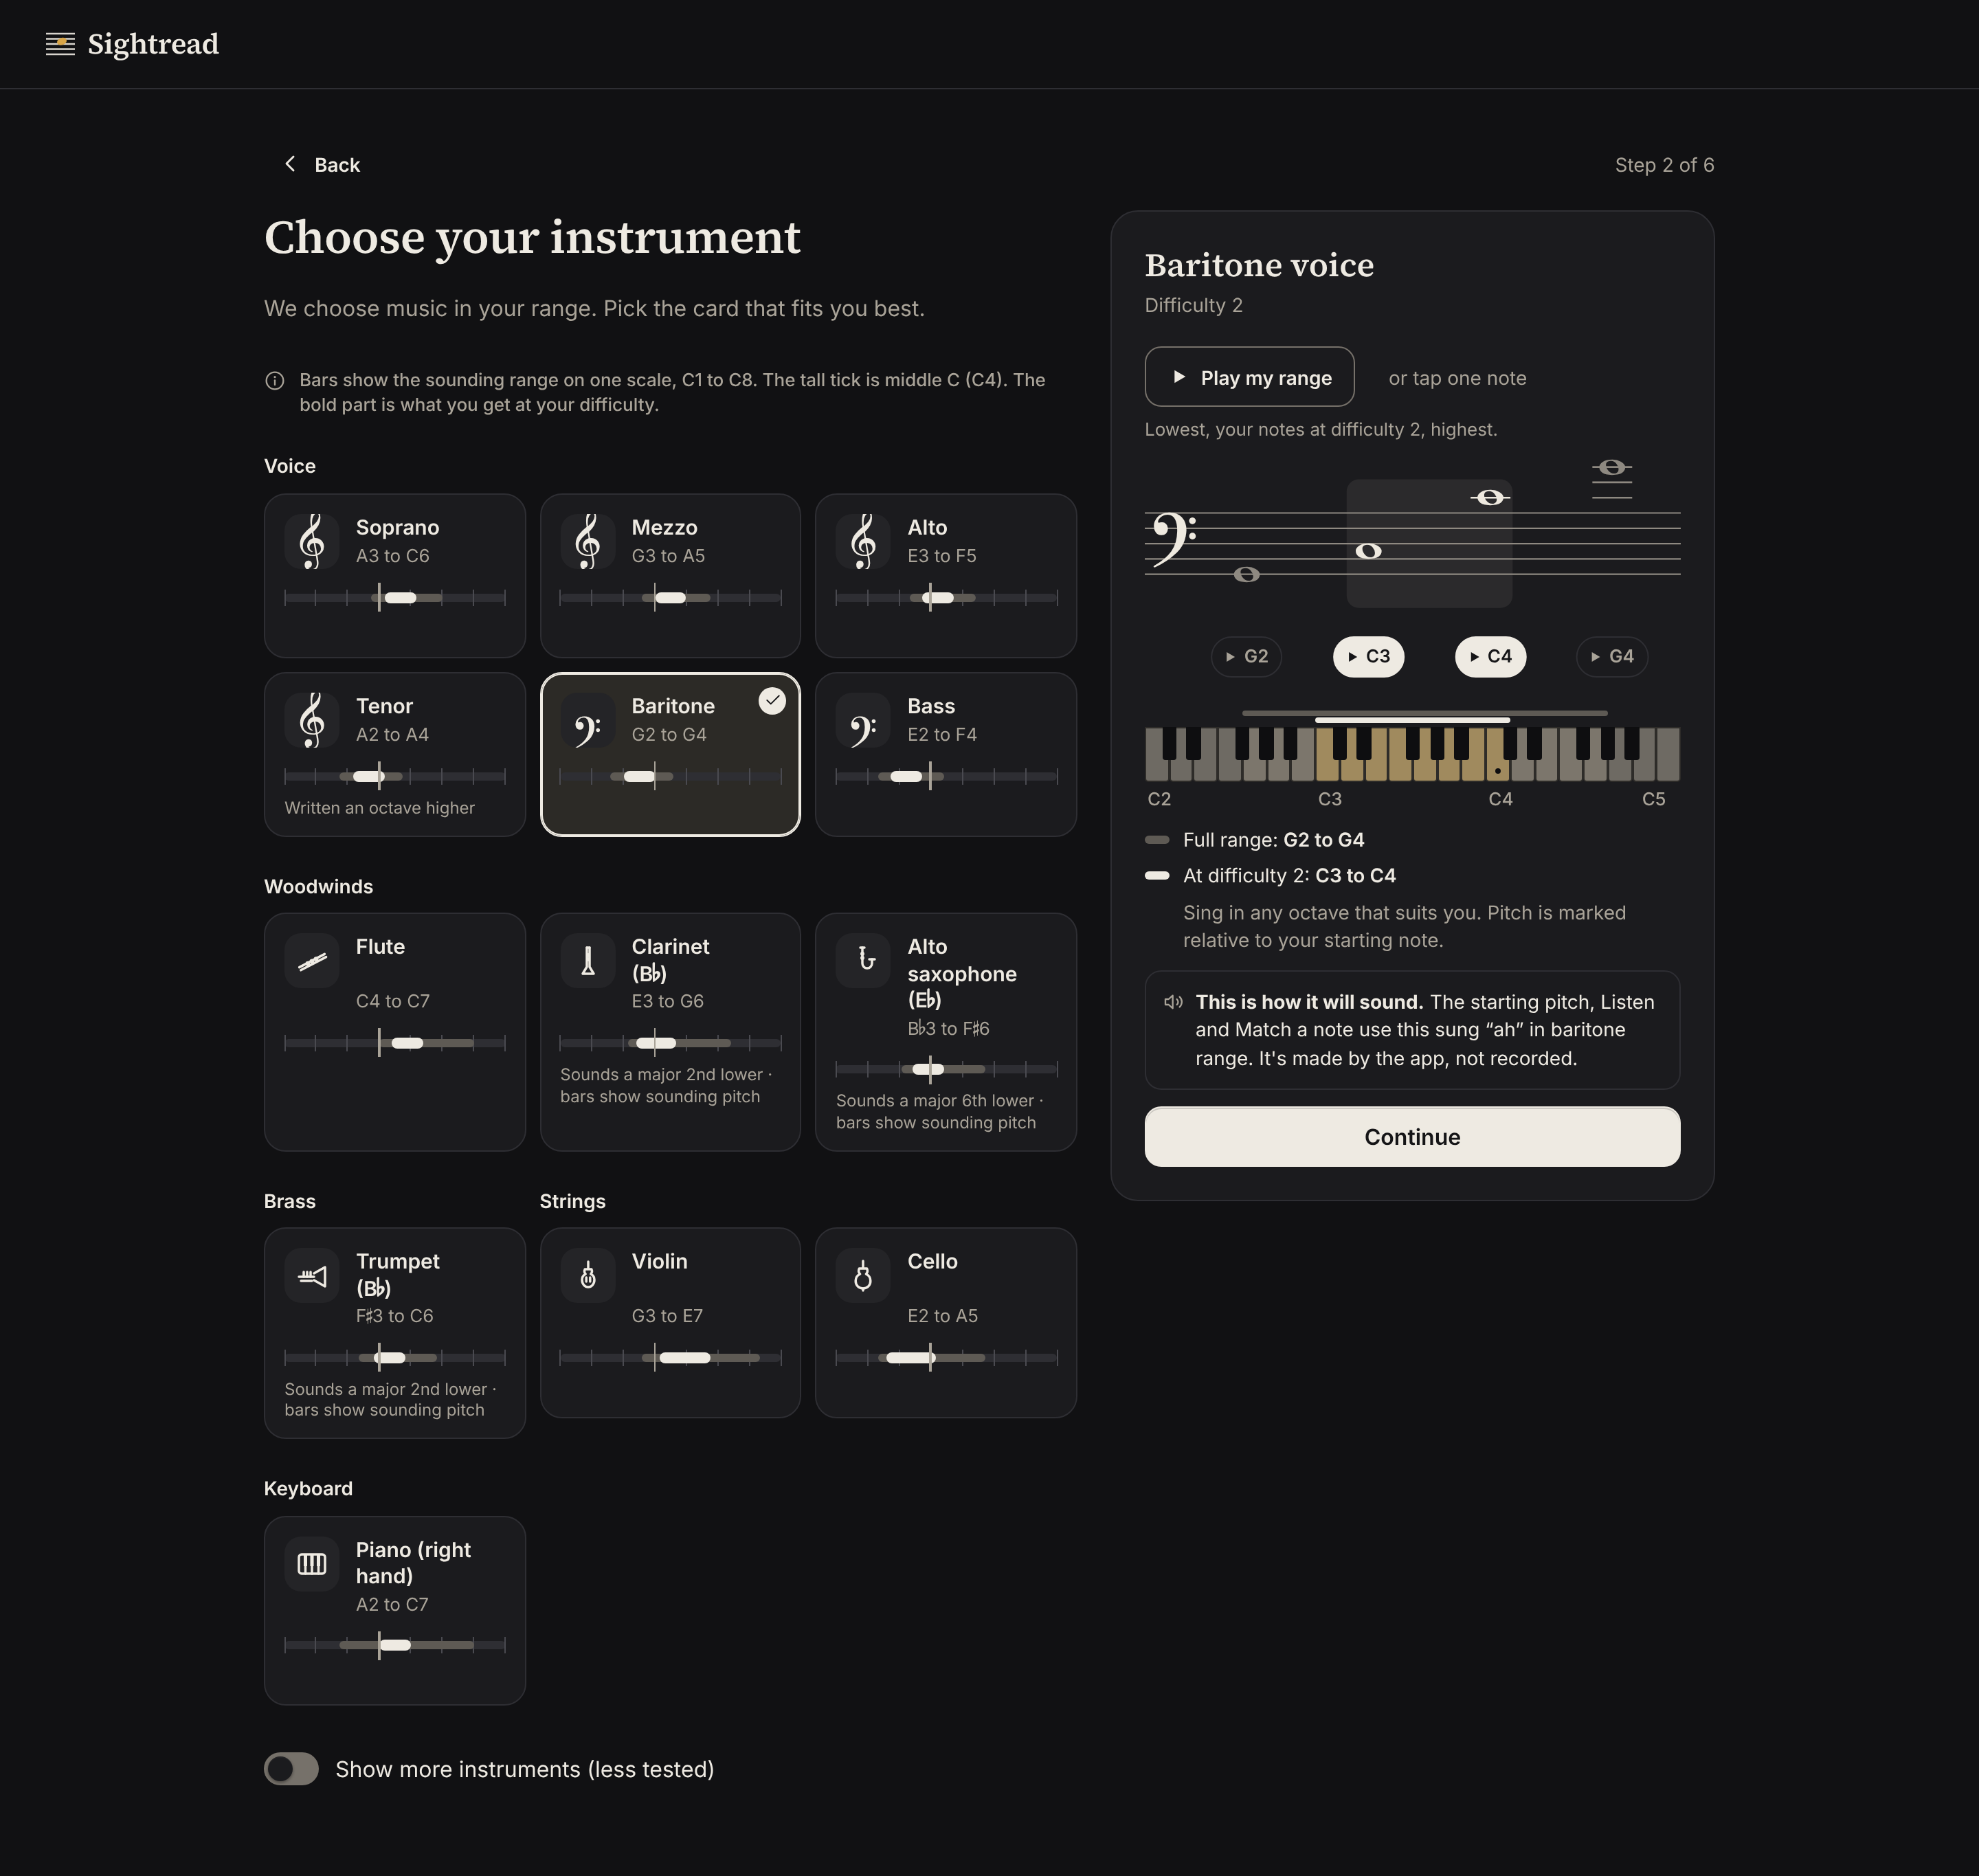 Sightread
Back
Step 2 of 6
Choose your instrument
We choose music in your range. Pick the card that fits you best.
Bars show the sounding range on one scale, C1 to C8. The tall tick is middle C (C4). The
bold part is what you get at your difficulty.
Voice
Soprano
A3 to C6
Mezzo
G3 to A5
Alto
E3 to F5
Tenor
A2 to A4
Written an octave higher
Baritone
G2 to G4
Bass
E2 to F4
Woodwinds
Flute
C4 to C7
Clarinet
(B♭)
E3 to G6
Sounds a major 2nd lower ·
bars show sounding pitch
Alto
saxophone
(E♭)
B♭3 to F♯6
Sounds a major 6th lower ·
bars show sounding pitch
Brass
Trumpet
(B♭)
F♯3 to C6
Sounds a major 2nd lower ·
bars show sounding pitch
Strings
Violin
G3 to E7
Cello
E2 to A5
Keyboard
Piano (right
hand)
A2 to C7
Show more instruments (less tested)
Baritone voice
Difficulty 2
Play my range
or tap one note
Lowest, your notes at difficulty 2, highest.
G2
C3
C4
G4
C2
C3
C4
C5
Full range: G2 to G4
At difficulty 2: C3 to C4
Sing in any octave that suits you. Pitch is marked
relative to your starting note.
This is how it will sound. The starting pitch, Listen
and Match a note use this sung “ah” in baritone
range. It's made by the app, not recorded.
Continue